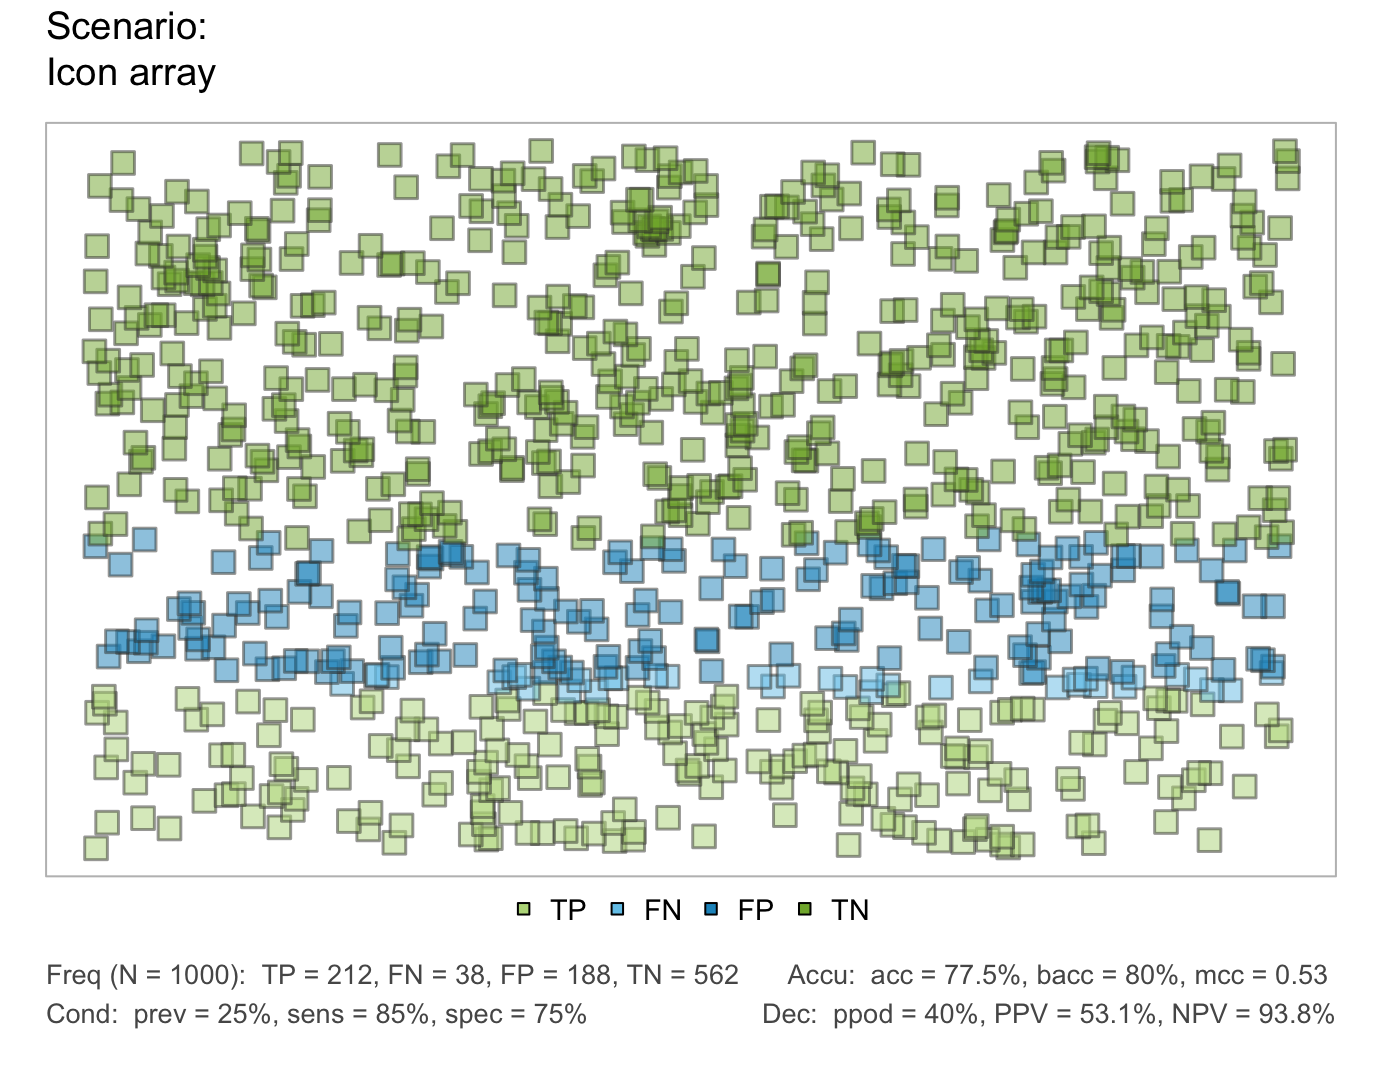 Scenario:
Icon array
TP FN FP TN
Freq (N = 1000): TP = 212, FN = 38, FP = 188, TN = 562 Accu: acc = 77.5%, bacc = 80%, mcc = 0.53
Cond: prev = 25%, sens = 85%, spec = 75% Dec: ppod = 40%, PPV = 53.1%, NPV = 93.8%